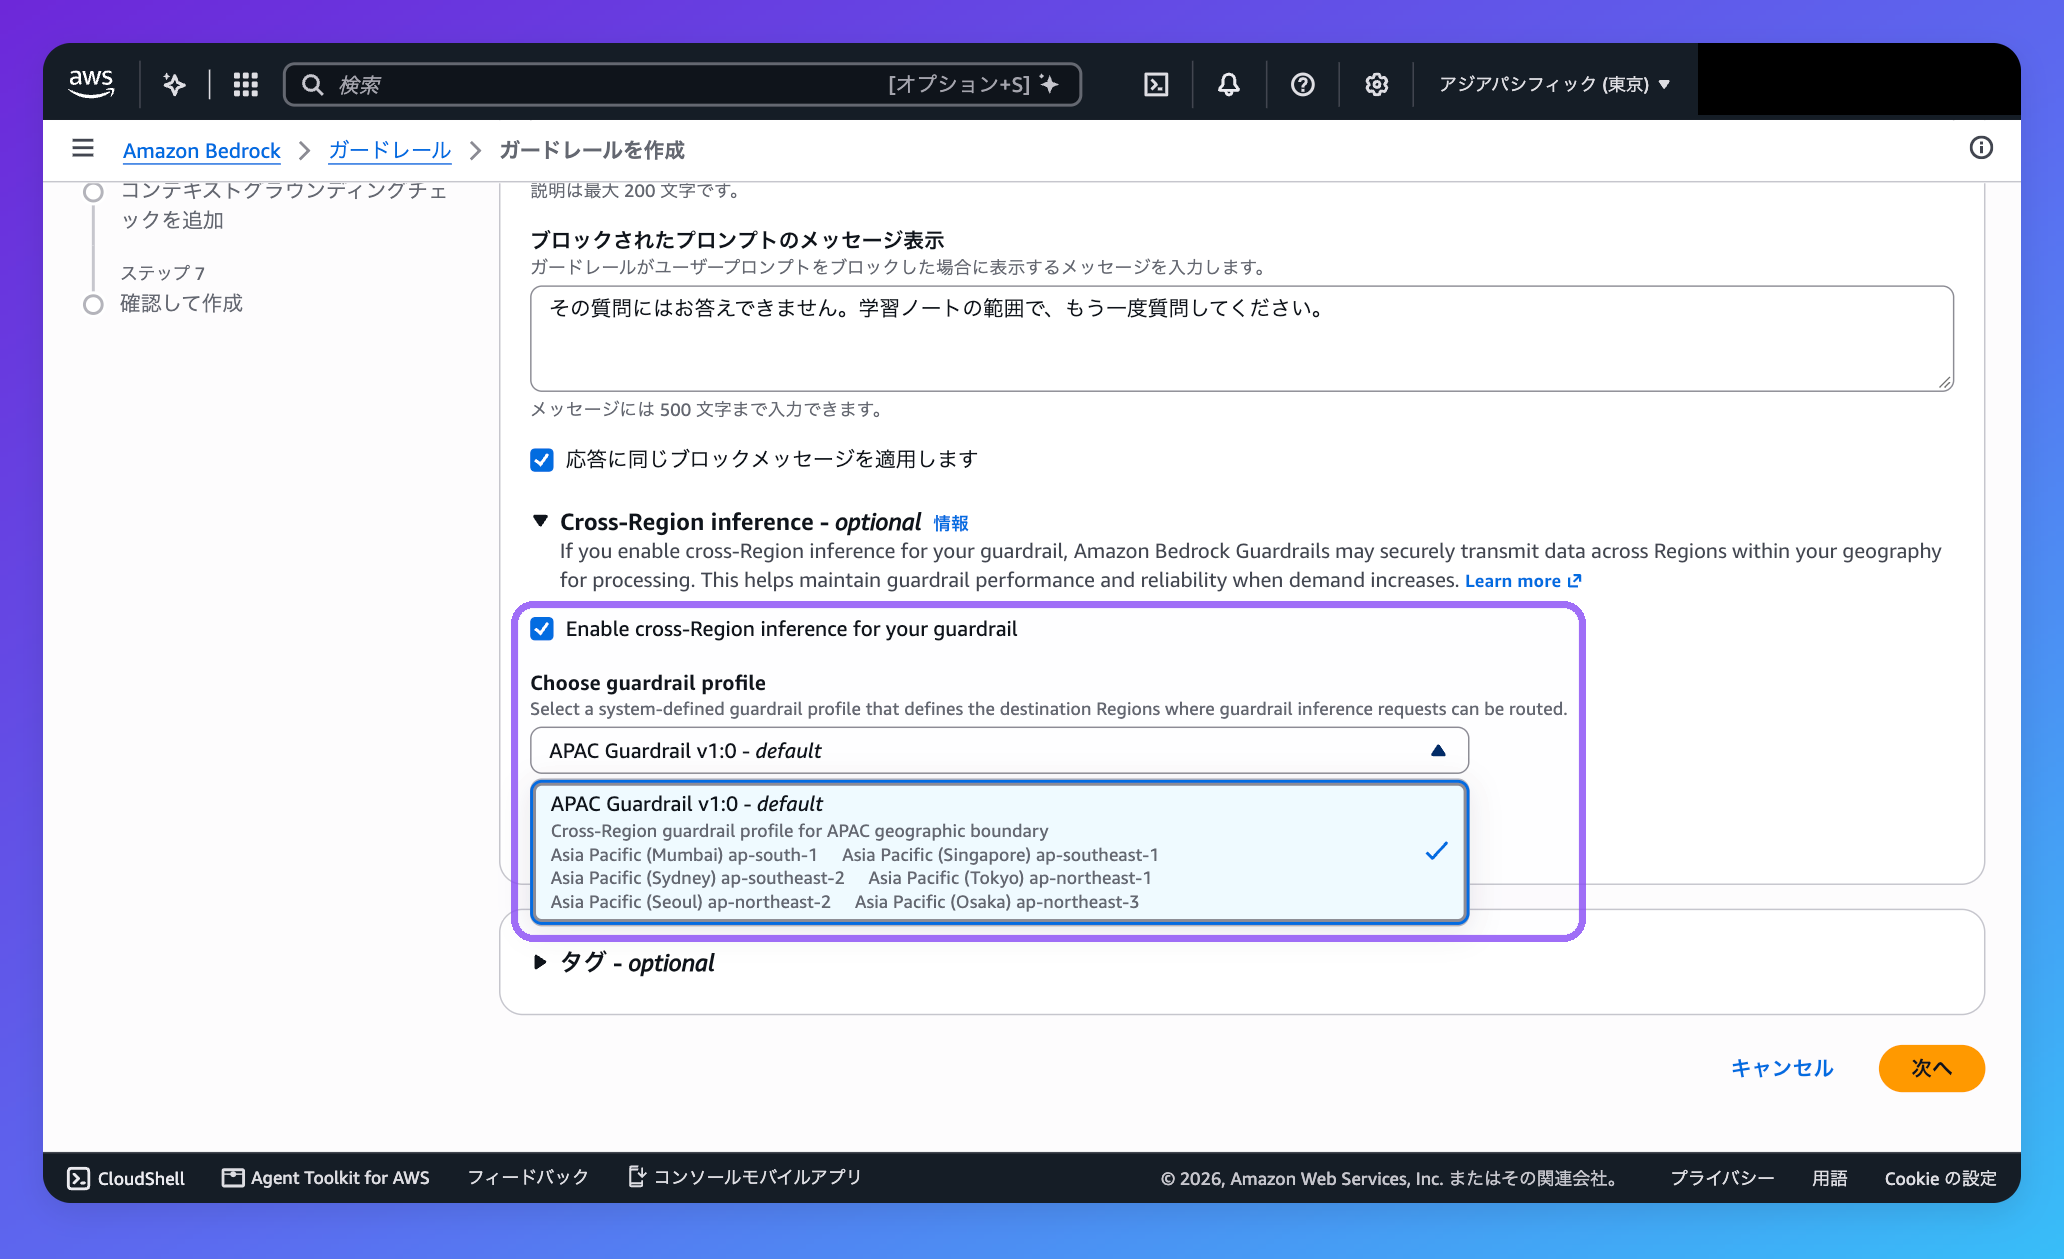 aws
検索
[オプション+S]
アジアパシフィック (東京)
Amazon Bedrock
ガードレール
ガードレールを作成
コンテキストグラウンディングチェ
ックを追加
ステップ 7
確認して作成
説明は最大 200 文字です。
ブロックされたプロンプトのメッセージ表示
ガードレールがユーザープロンプトをブロックした場合に表示するメッセージを入力します。
その質問にはお答えできません。学習ノートの範囲で、もう一度質問してください。
メッセージには 500 文字まで入力できます。
応答に同じブロックメッセージを適用します
Cross-Region inference - optional 情報
If you enable cross-Region inference for your guardrail, Amazon Bedrock Guardrails may securely transmit data across Regions within your geography
for processing. This helps maintain guardrail performance and reliability when demand increases. Learn more
Enable cross-Region inference for your guardrail
Choose guardrail profile
Select a system-defined guardrail profile that defines the destination Regions where guardrail inference requests can be routed.
APAC Guardrail v1:0 - default
APAC Guardrail v1:0 - default
Cross-Region guardrail profile for APAC geographic boundary
Asia Pacific (Mumbai) ap-south-1 Asia Pacific (Singapore) ap-southeast-1
Asia Pacific (Sydney) ap-southeast-2 Asia Pacific (Tokyo) ap-northeast-1
Asia Pacific (Seoul) ap-northeast-2 Asia Pacific (Osaka) ap-northeast-3
タグ - optional
キャンセル
次へ
CloudShell
Agent Toolkit for AWS
フィードバック
コンソールモバイルアプリ
© 2026, Amazon Web Services, Inc. またはその関連会社。
プライバシー
用語
Cookie の設定